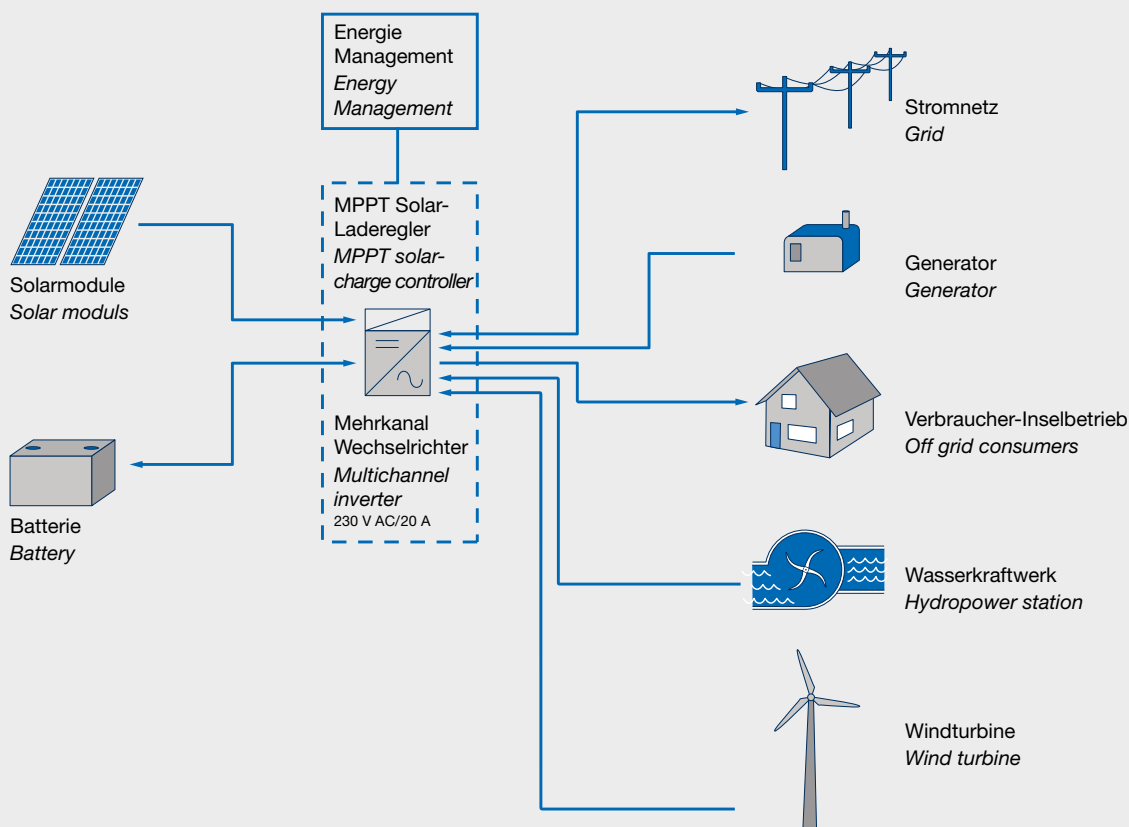 Energie
Management
Energy
Management
Stromnetz
Grid
MPPT Solar-
Laderegler
MPPT solar-
charge controller
Solarmodule
Solar moduls
Generator
Generator
Mehrkanal
Wechselrichter
Multichannel
inverter
230 V AC/20 A
Verbraucher-Inselbetrieb
Off grid consumers
Batterie
Battery
Wasserkraftwerk
Hydropower station
Windturbine
Wind turbine